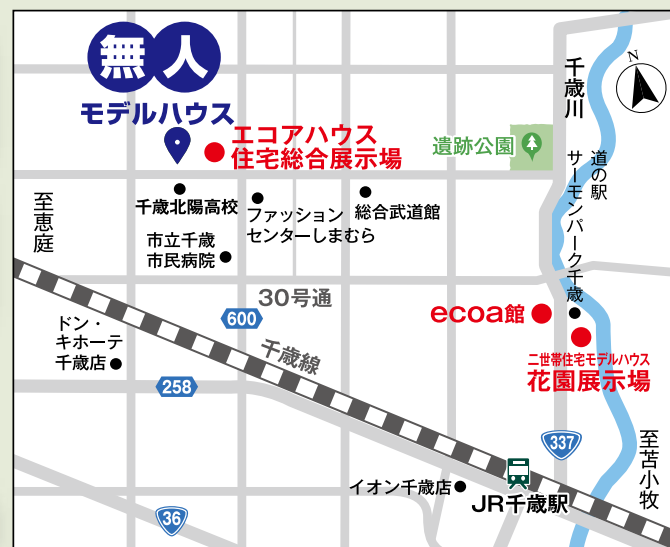 無人
モデルハウス
エコアハウス
住宅総合展示場
遺跡公園
千歳川
N
道の駅
サーモンパーク千歳
至恵庭
千歳北陽高校
ファッション
センターしまむら
総合武道館
市立千歳
市民病院
30号通
600
ecoa館
ドン・
キホーテ
千歳店
千歳線
258
二世帯住宅モデルハウス
花園展示場
337
至苫小牧
イオン千歳店
JR千歳駅
36